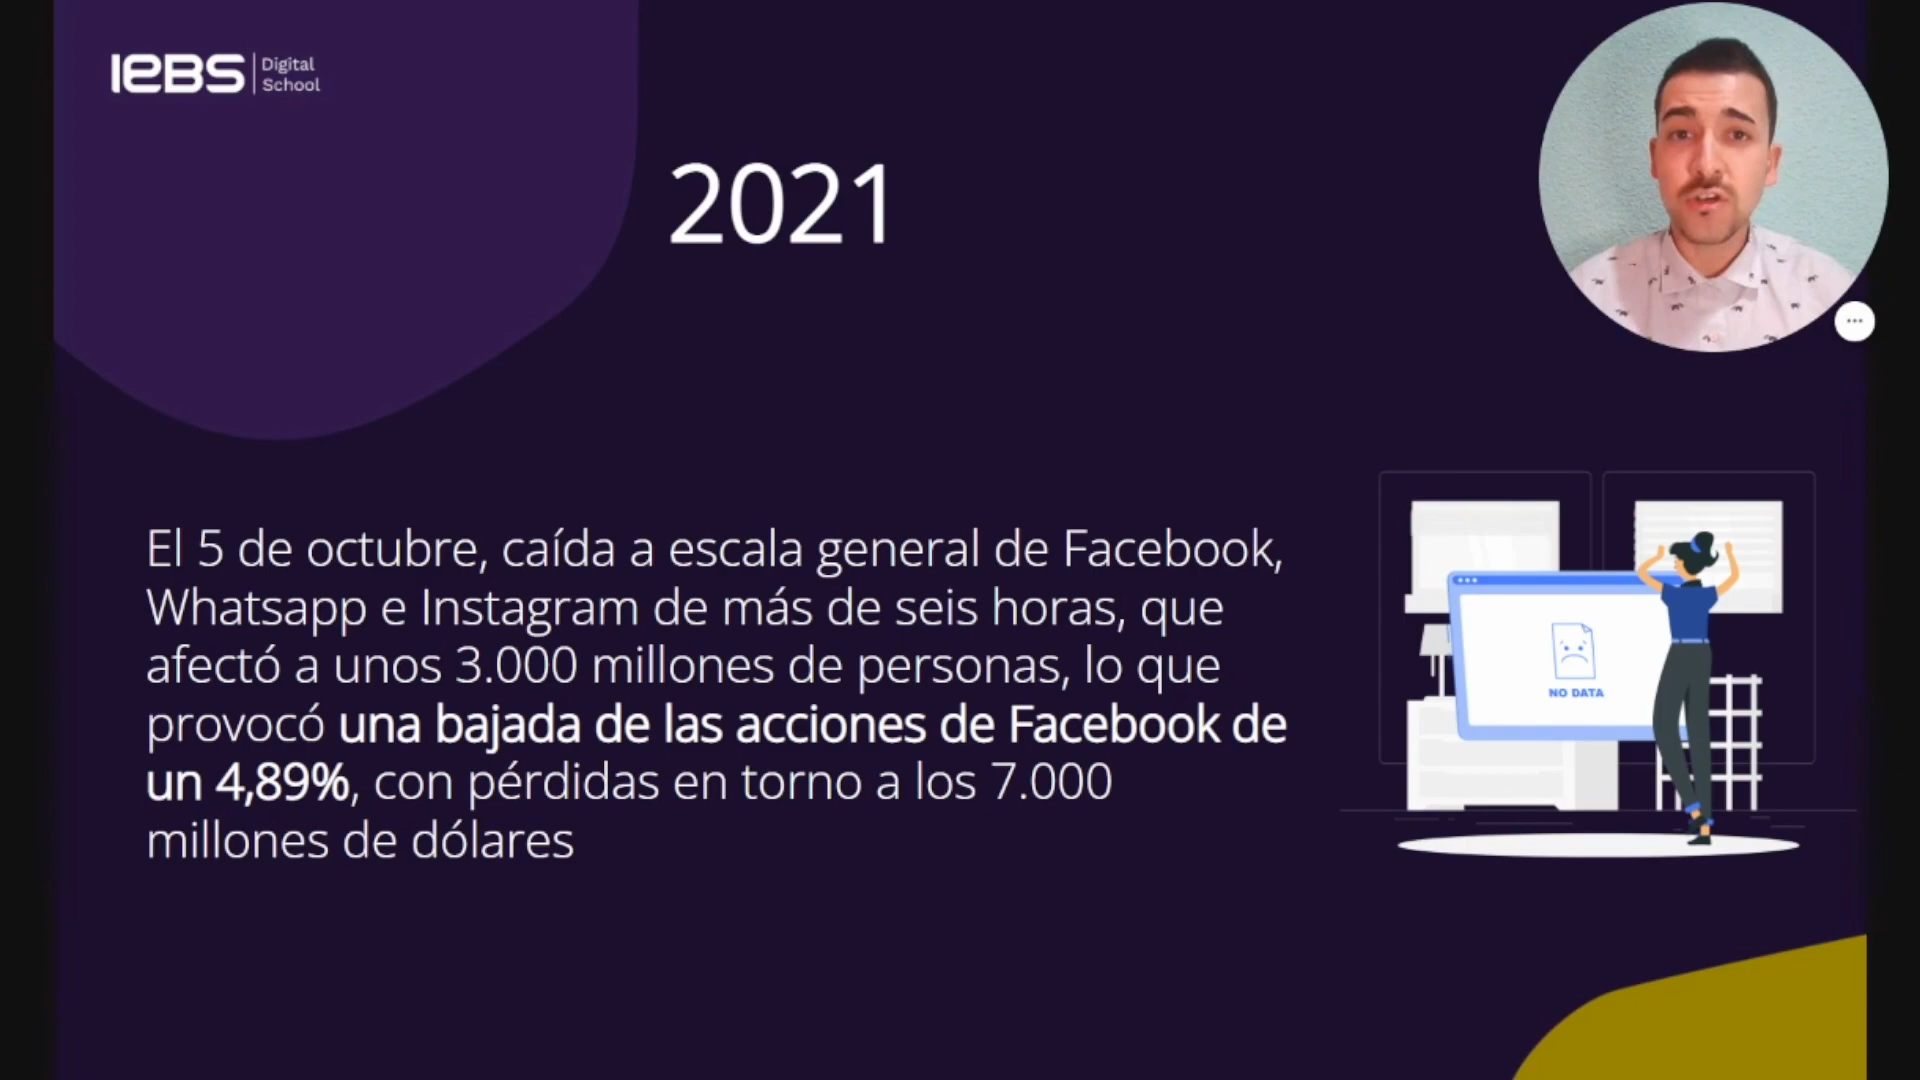 IEBS Digital School
2021
El 5 de octubre, caída a escala general de Facebook,
Whatsapp e Instagram de más de seis horas, que
afectó a unos 3.000 millones de personas, lo que
provocó una bajada de las acciones de Facebook de
un 4,89%, con pérdidas en torno a los 7.000
millones de dólares
NO DATA